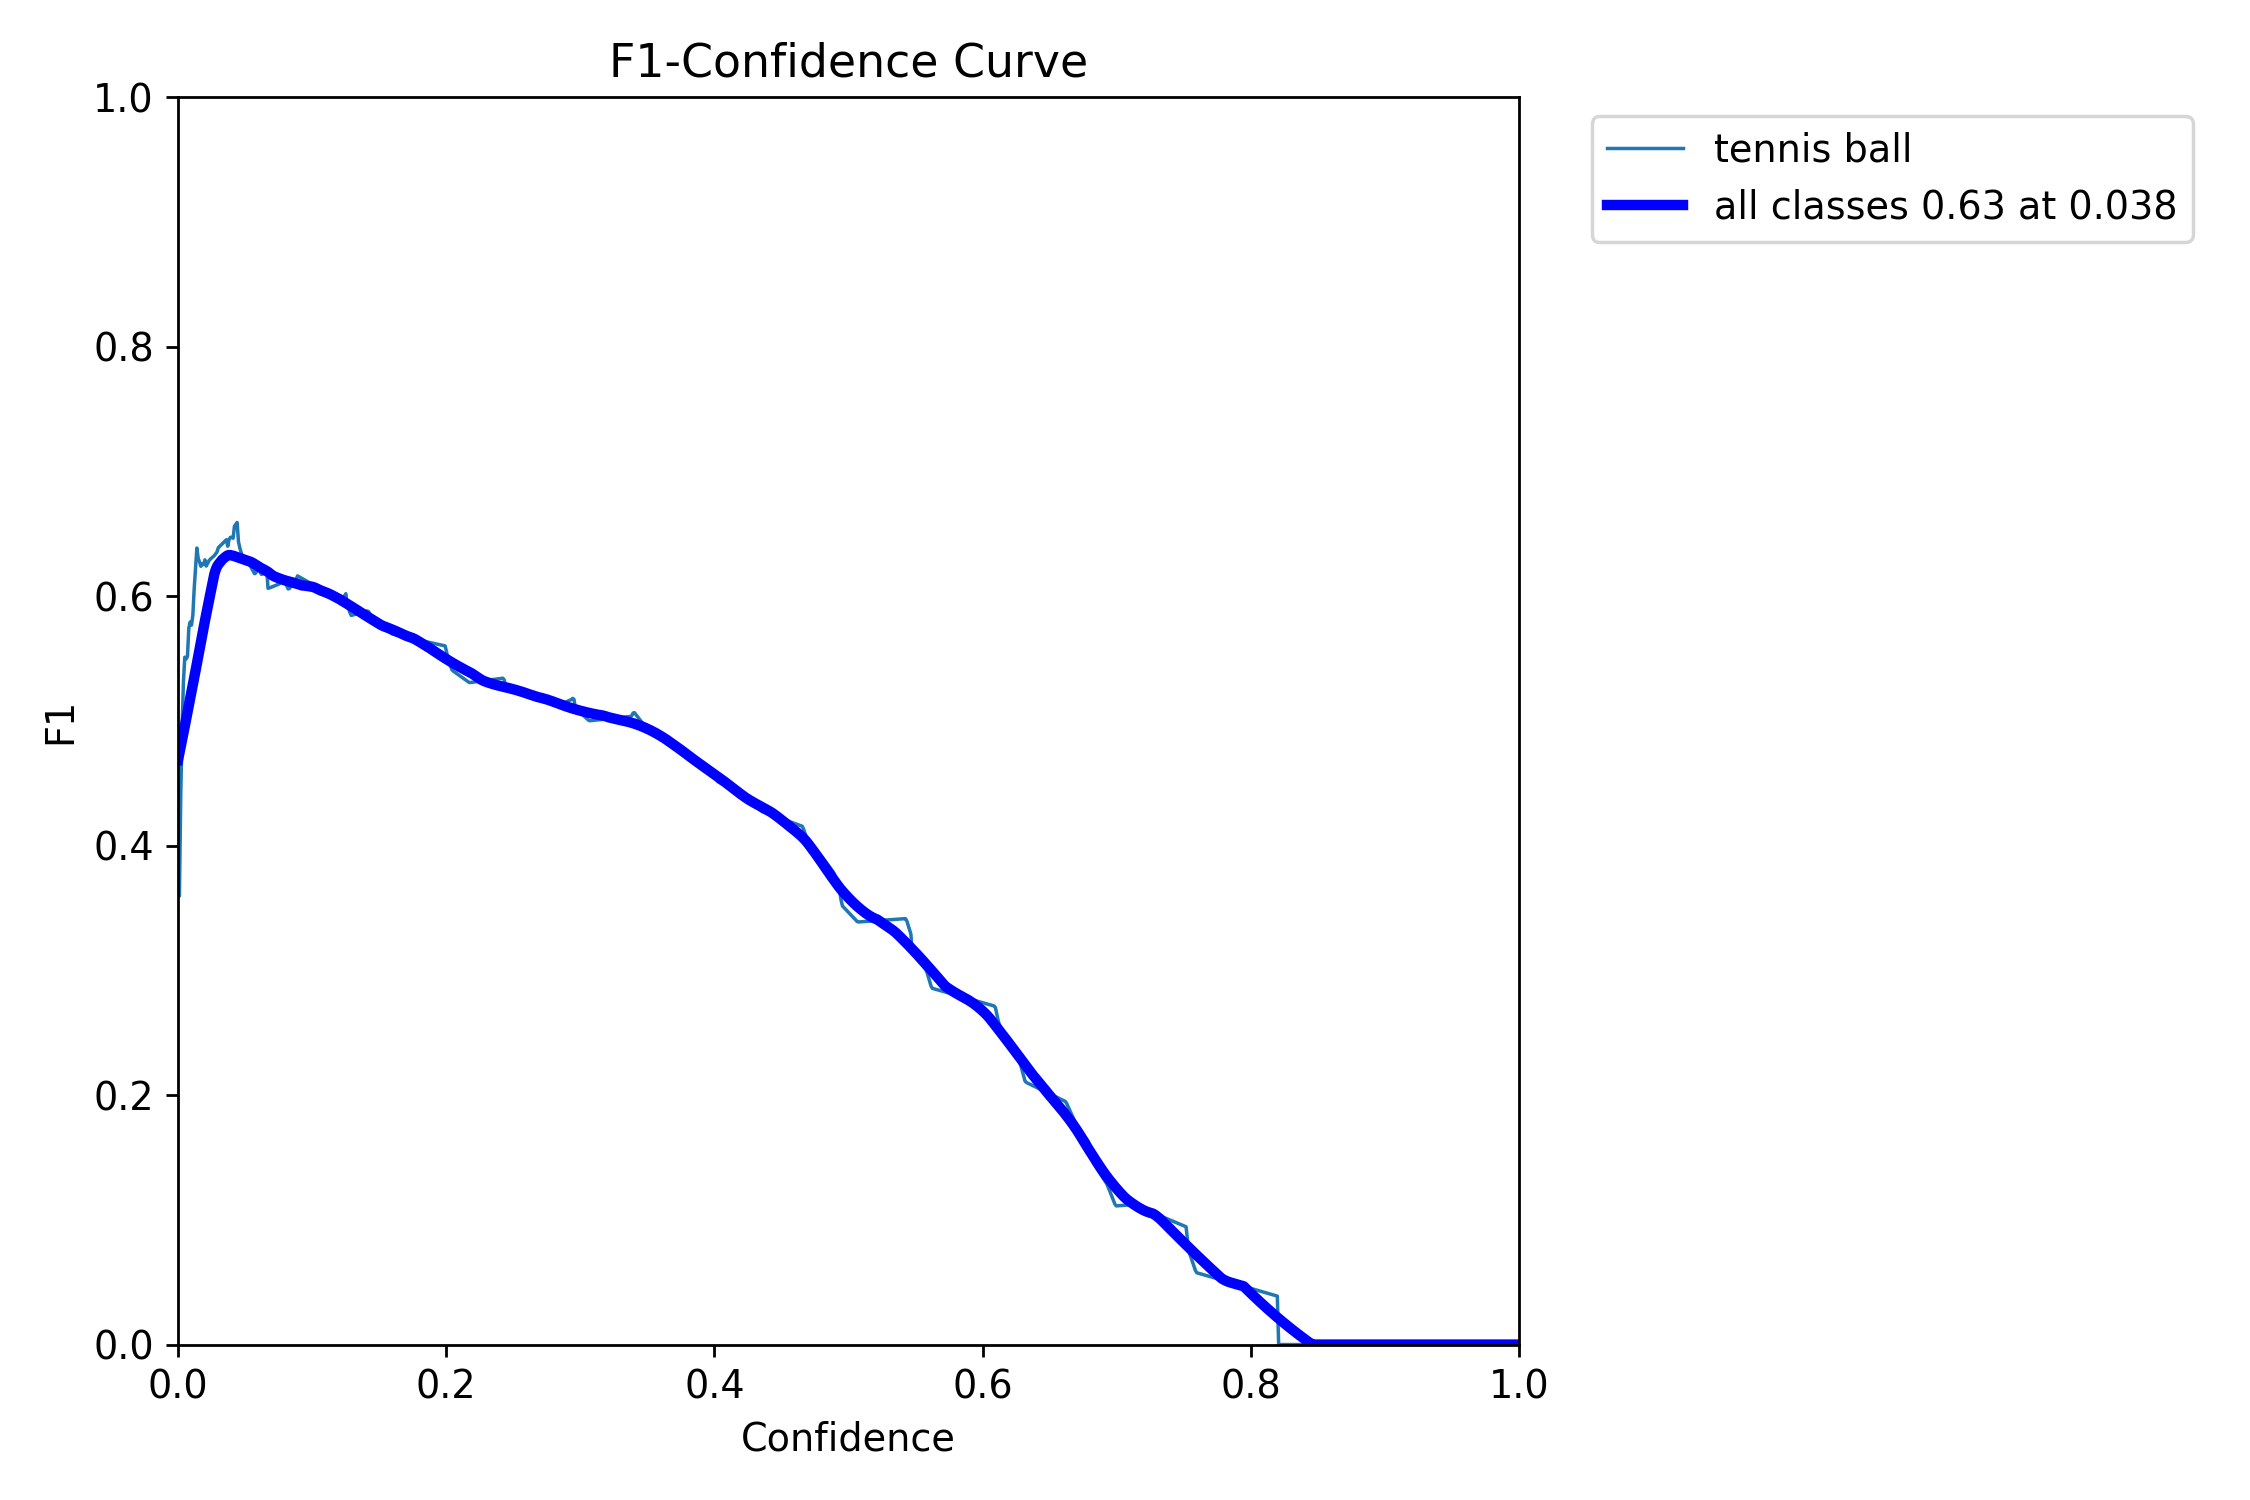 F1-Confidence Curve
1.0
0.8
0.6
0.4
0.2
0.0
F1
0.0 0.2 0.4 0.6 0.8 1.0
Confidence
tennis ball
all classes 0.63 at 0.038